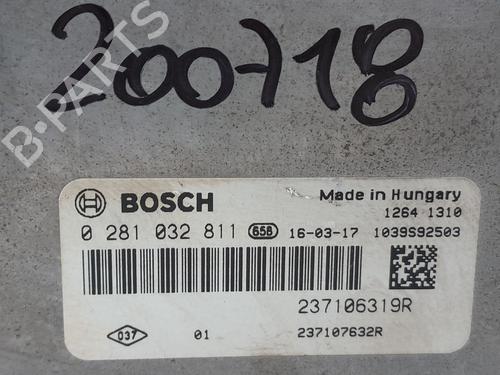 200718
B-PARTS
BOSCH
Made in Hungary
1264 1310
0 281 032 811 658 16-03-17 1039S92503
237106319R
037 01 237107632R